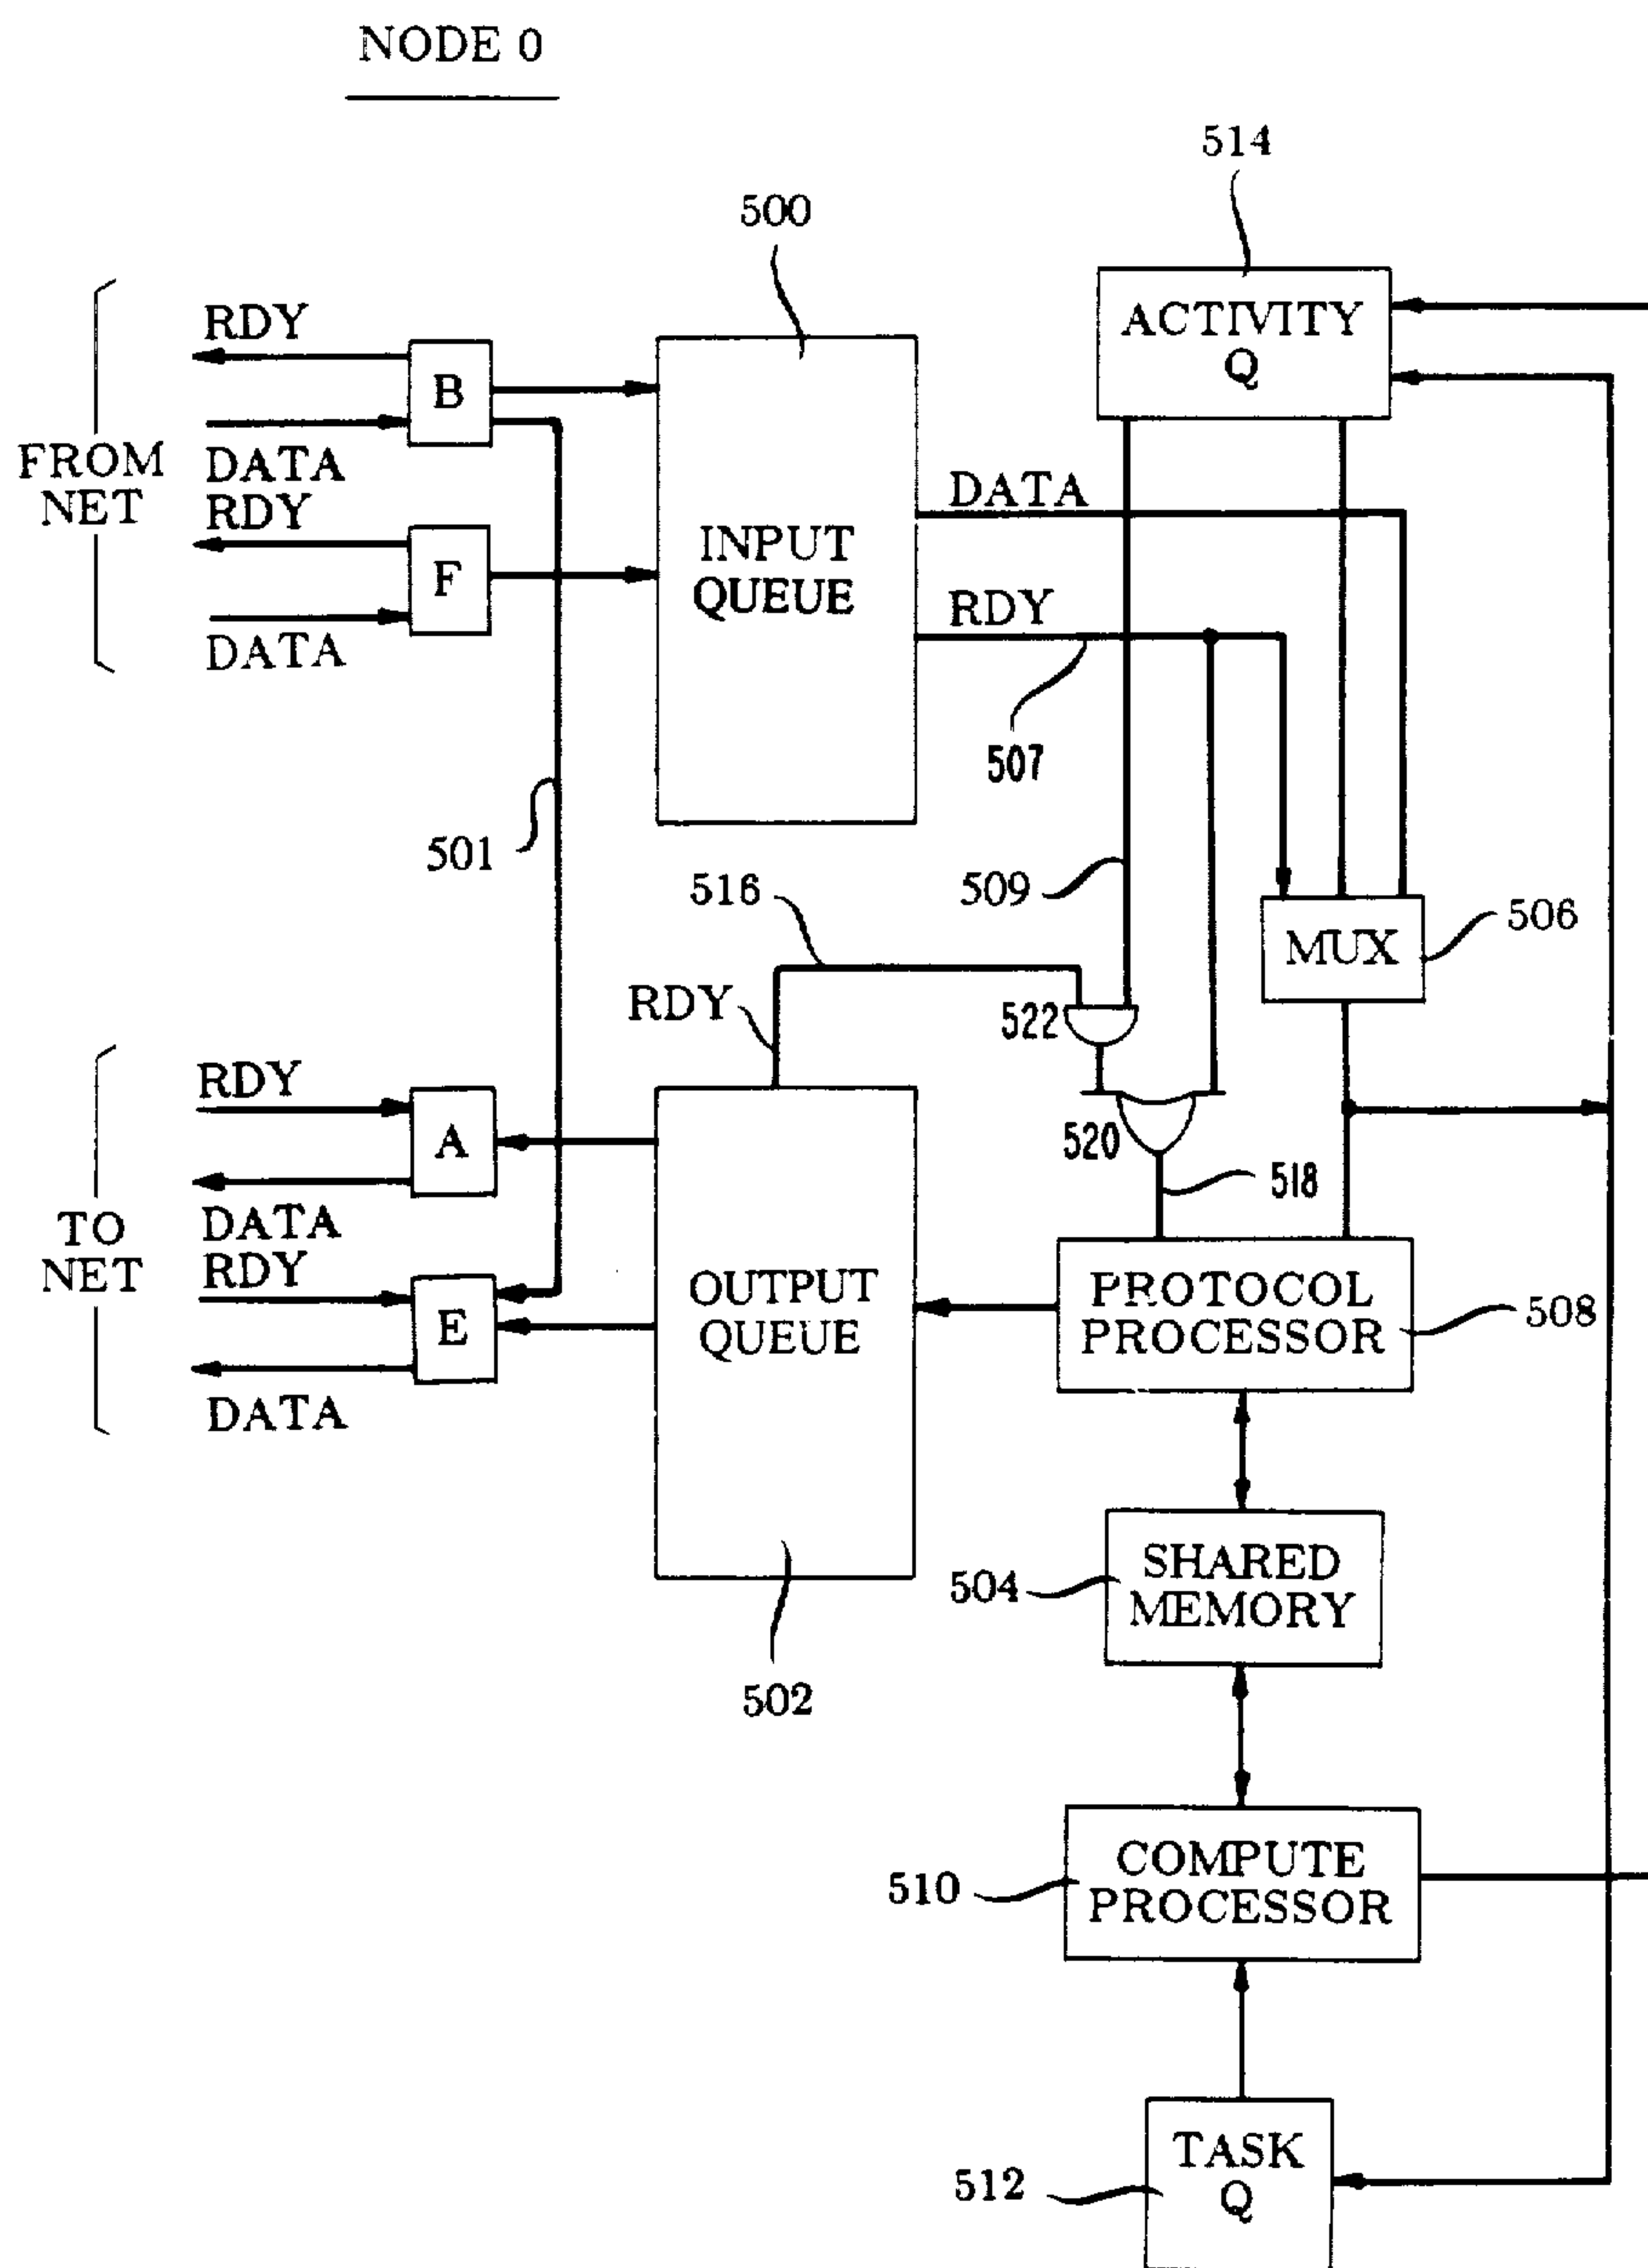 NODE 0
514
500
RDY
B
FROM
NET
DATA
RDY
F
DATA
INPUT
QUEUE
ACTIVITY
Q
DATA
RDY
507
501
509
516
MUX
506
RDY
522
RDY
A
520
518
TO
NET
DATA
RDY
E
DATA
OUTPUT
QUEUE
PROTOCOL
PROCESSOR
508
504
SHARED
MEMORY
502
510
COMPUTE
PROCESSOR
512
TASK
Q